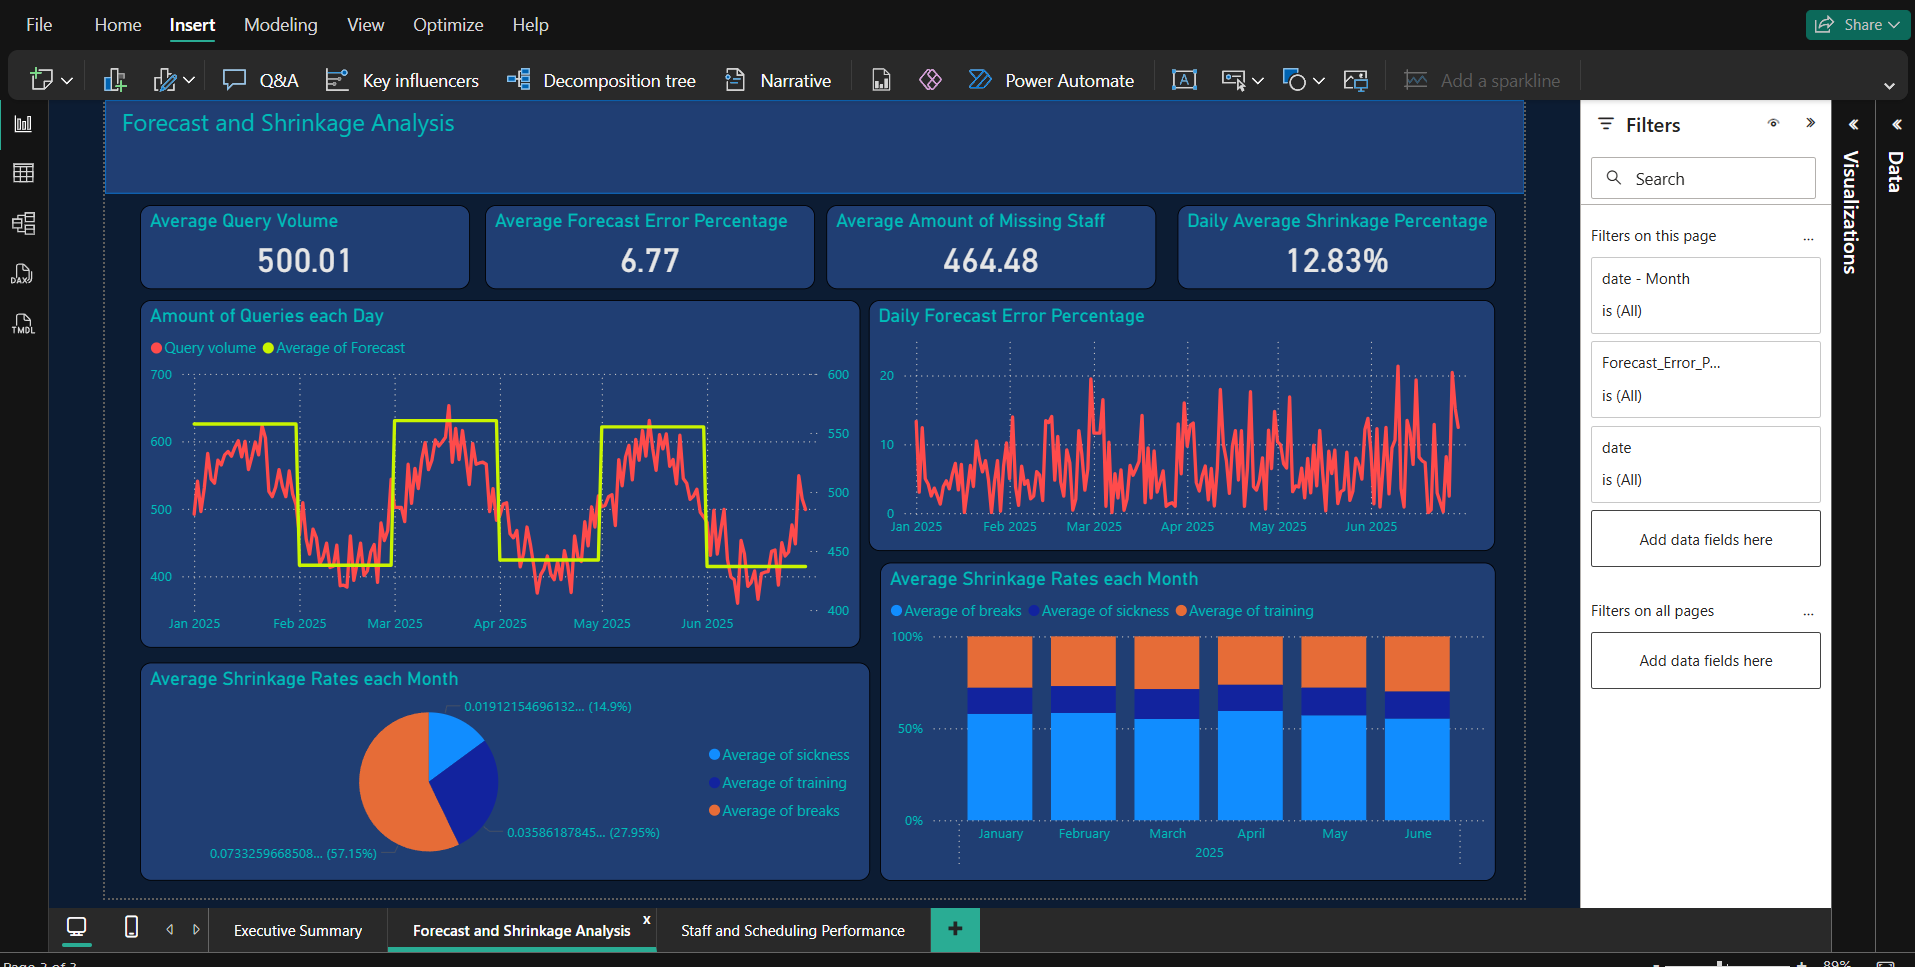 File Home Insert Modeling View Optimize Help Share
Q&A Key influencers Decomposition tree Narrative Power Automate Add a sparkline
DAX
TMDL
Forecast and Shrinkage Analysis
Average Query Volume
500.01
Average Forecast Error Percentage
6.77
Average Amount of Missing Staff
464.48
Daily Average Shrinkage Percentage
12.83%
Amount of Queries each Day
Query volume Average of Forecast
700
600
500
400
600
550
500
450
400
Jan 2025 Feb 2025 Mar 2025 Apr 2025 May 2025 Jun 2025
Daily Forecast Error Percentage
20
10
0
Jan 2025 Feb 2025 Mar 2025 Apr 2025 May 2025 Jun 2025
Average Shrinkage Rates each Month
0.01912154696132... (14.9%)
0.03586187845... (27.95%)
0.0733259668508... (57.15%)
Average of sickness
Average of training
Average of breaks
Average Shrinkage Rates each Month
Average of breaks Average of sickness Average of training
100%
50%
0%
January February March April May June
2025
Filters
Search
Filters on this page ...
date - Month
is (All)
Forecast_Error_P...
is (All)
date
is (All)
Add data fields here
Filters on all pages ...
Add data fields here
Visualizations
Data
Executive Summary
Forecast and Shrinkage Analysis x
Staff and Scheduling Performance
+
89%